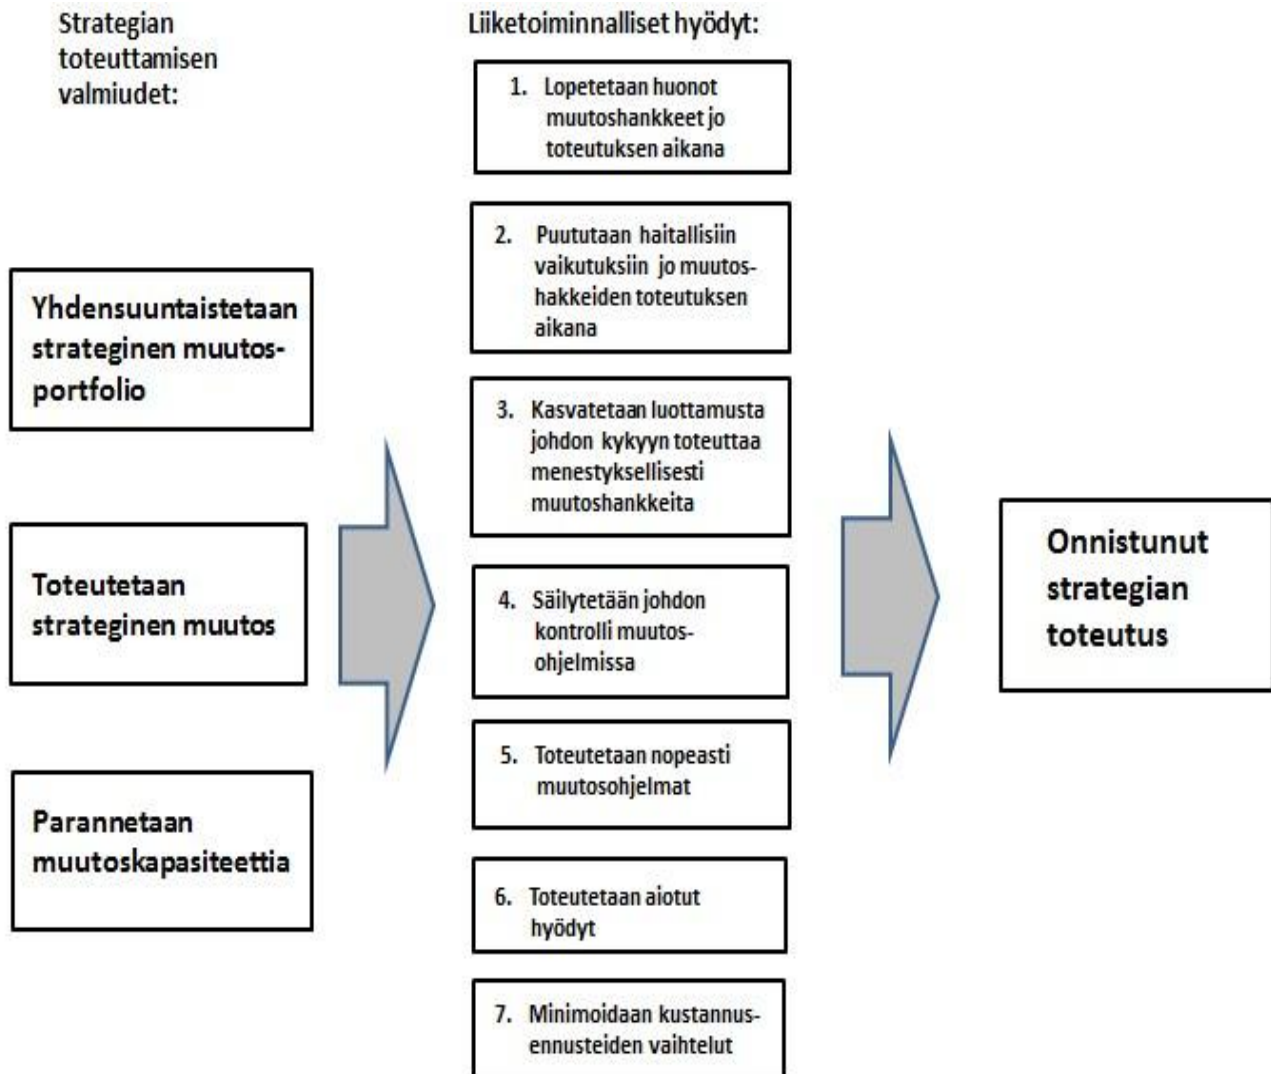 Strategian
toteuttamisen
valmiudet:
Yhdensuuntaistetaan
strateginen muutos-
portfolio
Toteutetaan
strateginen muutos
Parannetaan
muutoskapasiteettia
Liiketoiminnalliset hyödyt:
1. Lopetetaan huonot
muutoshankkeet jo
toteutuksen aikana
2. Puututaan haitallisiin
vaikutuksiin jo muutos-
hakkeiden toteutuksen
aikana
3. Kasvatetaan luottamusta
johdon kykyyn toteuttaa
menestyksellisesti
muutoshankkeita
4. Säilytetään johdon
kontrolli muutos-
ohjelmissa
5. Toteutetaan nopeasti
muutosohjelmat
6. Toteutetaan aiotut
hyödyt
7. Minimoidaan kustannus-
ennusteiden vaihtelut
Onnistunut
strategian
toteutus